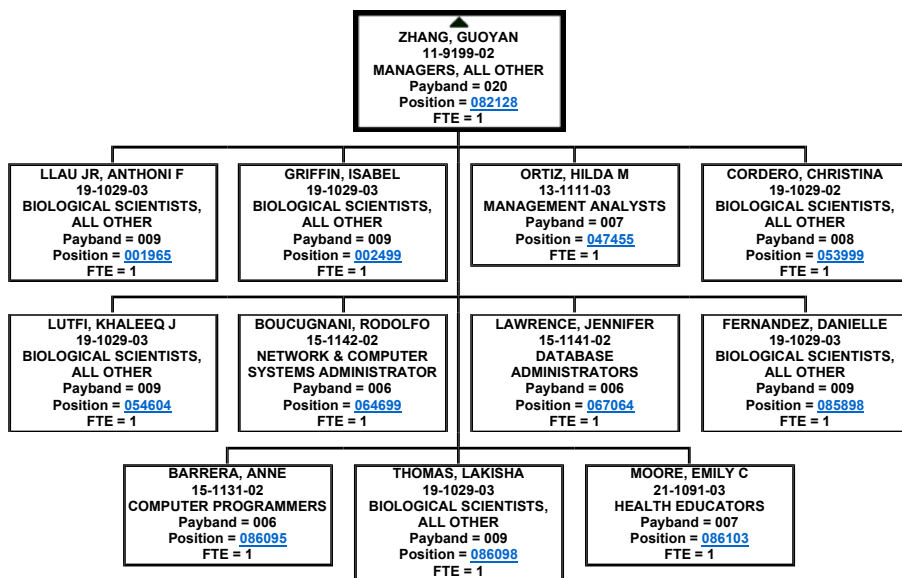 ZHANG, GUOYAN
11-9199-02
MANAGERS, ALL OTHER
Payband = 020
Position = 082128
FTE = 1
LLAU JR, ANTHONI F
19-1029-03
BIOLOGICAL SCIENTISTS,
ALL OTHER
Payband = 009
Position = 001965
FTE = 1
GRIFFIN, ISABEL
19-1029-03
BIOLOGICAL SCIENTISTS,
ALL OTHER
Payband = 009
Position = 002499
FTE = 1
ORTIZ, HILDA M
13-1111-03
MANAGEMENT ANALYSTS
Payband = 007
Position = 047455
FTE = 1
CORDERO, CHRISTINA
19-1029-02
BIOLOGICAL SCIENTISTS,
ALL OTHER
Payband = 008
Position = 053999
FTE = 1
LUTFI, KHALEEQ J
19-1029-03
BIOLOGICAL SCIENTISTS,
ALL OTHER
Payband = 009
Position = 054604
FTE = 1
BOUCUGNANI, RODOLFO
15-1142-02
NETWORK & COMPUTER
SYSTEMS ADMINISTRATOR
Payband = 006
Position = 064699
FTE = 1
LAWRENCE, JENNIFER
15-1141-02
DATABASE
ADMINISTRATORS
Payband = 006
Position = 067064
FTE = 1
FERNANDEZ, DANIELLE
19-1029-03
BIOLOGICAL SCIENTISTS,
ALL OTHER
Payband = 009
Position = 085898
FTE = 1
BARRERA, ANNE
15-1131-02
COMPUTER PROGRAMMERS
Payband = 006
Position = 086095
FTE = 1
THOMAS, LAKISHA
19-1029-03
BIOLOGICAL SCIENTISTS,
ALL OTHER
Payband = 009
Position = 086098
FTE = 1
MOORE, EMILY C
21-1091-03
HEALTH EDUCATORS
Payband = 007
Position = 086103
FTE = 1